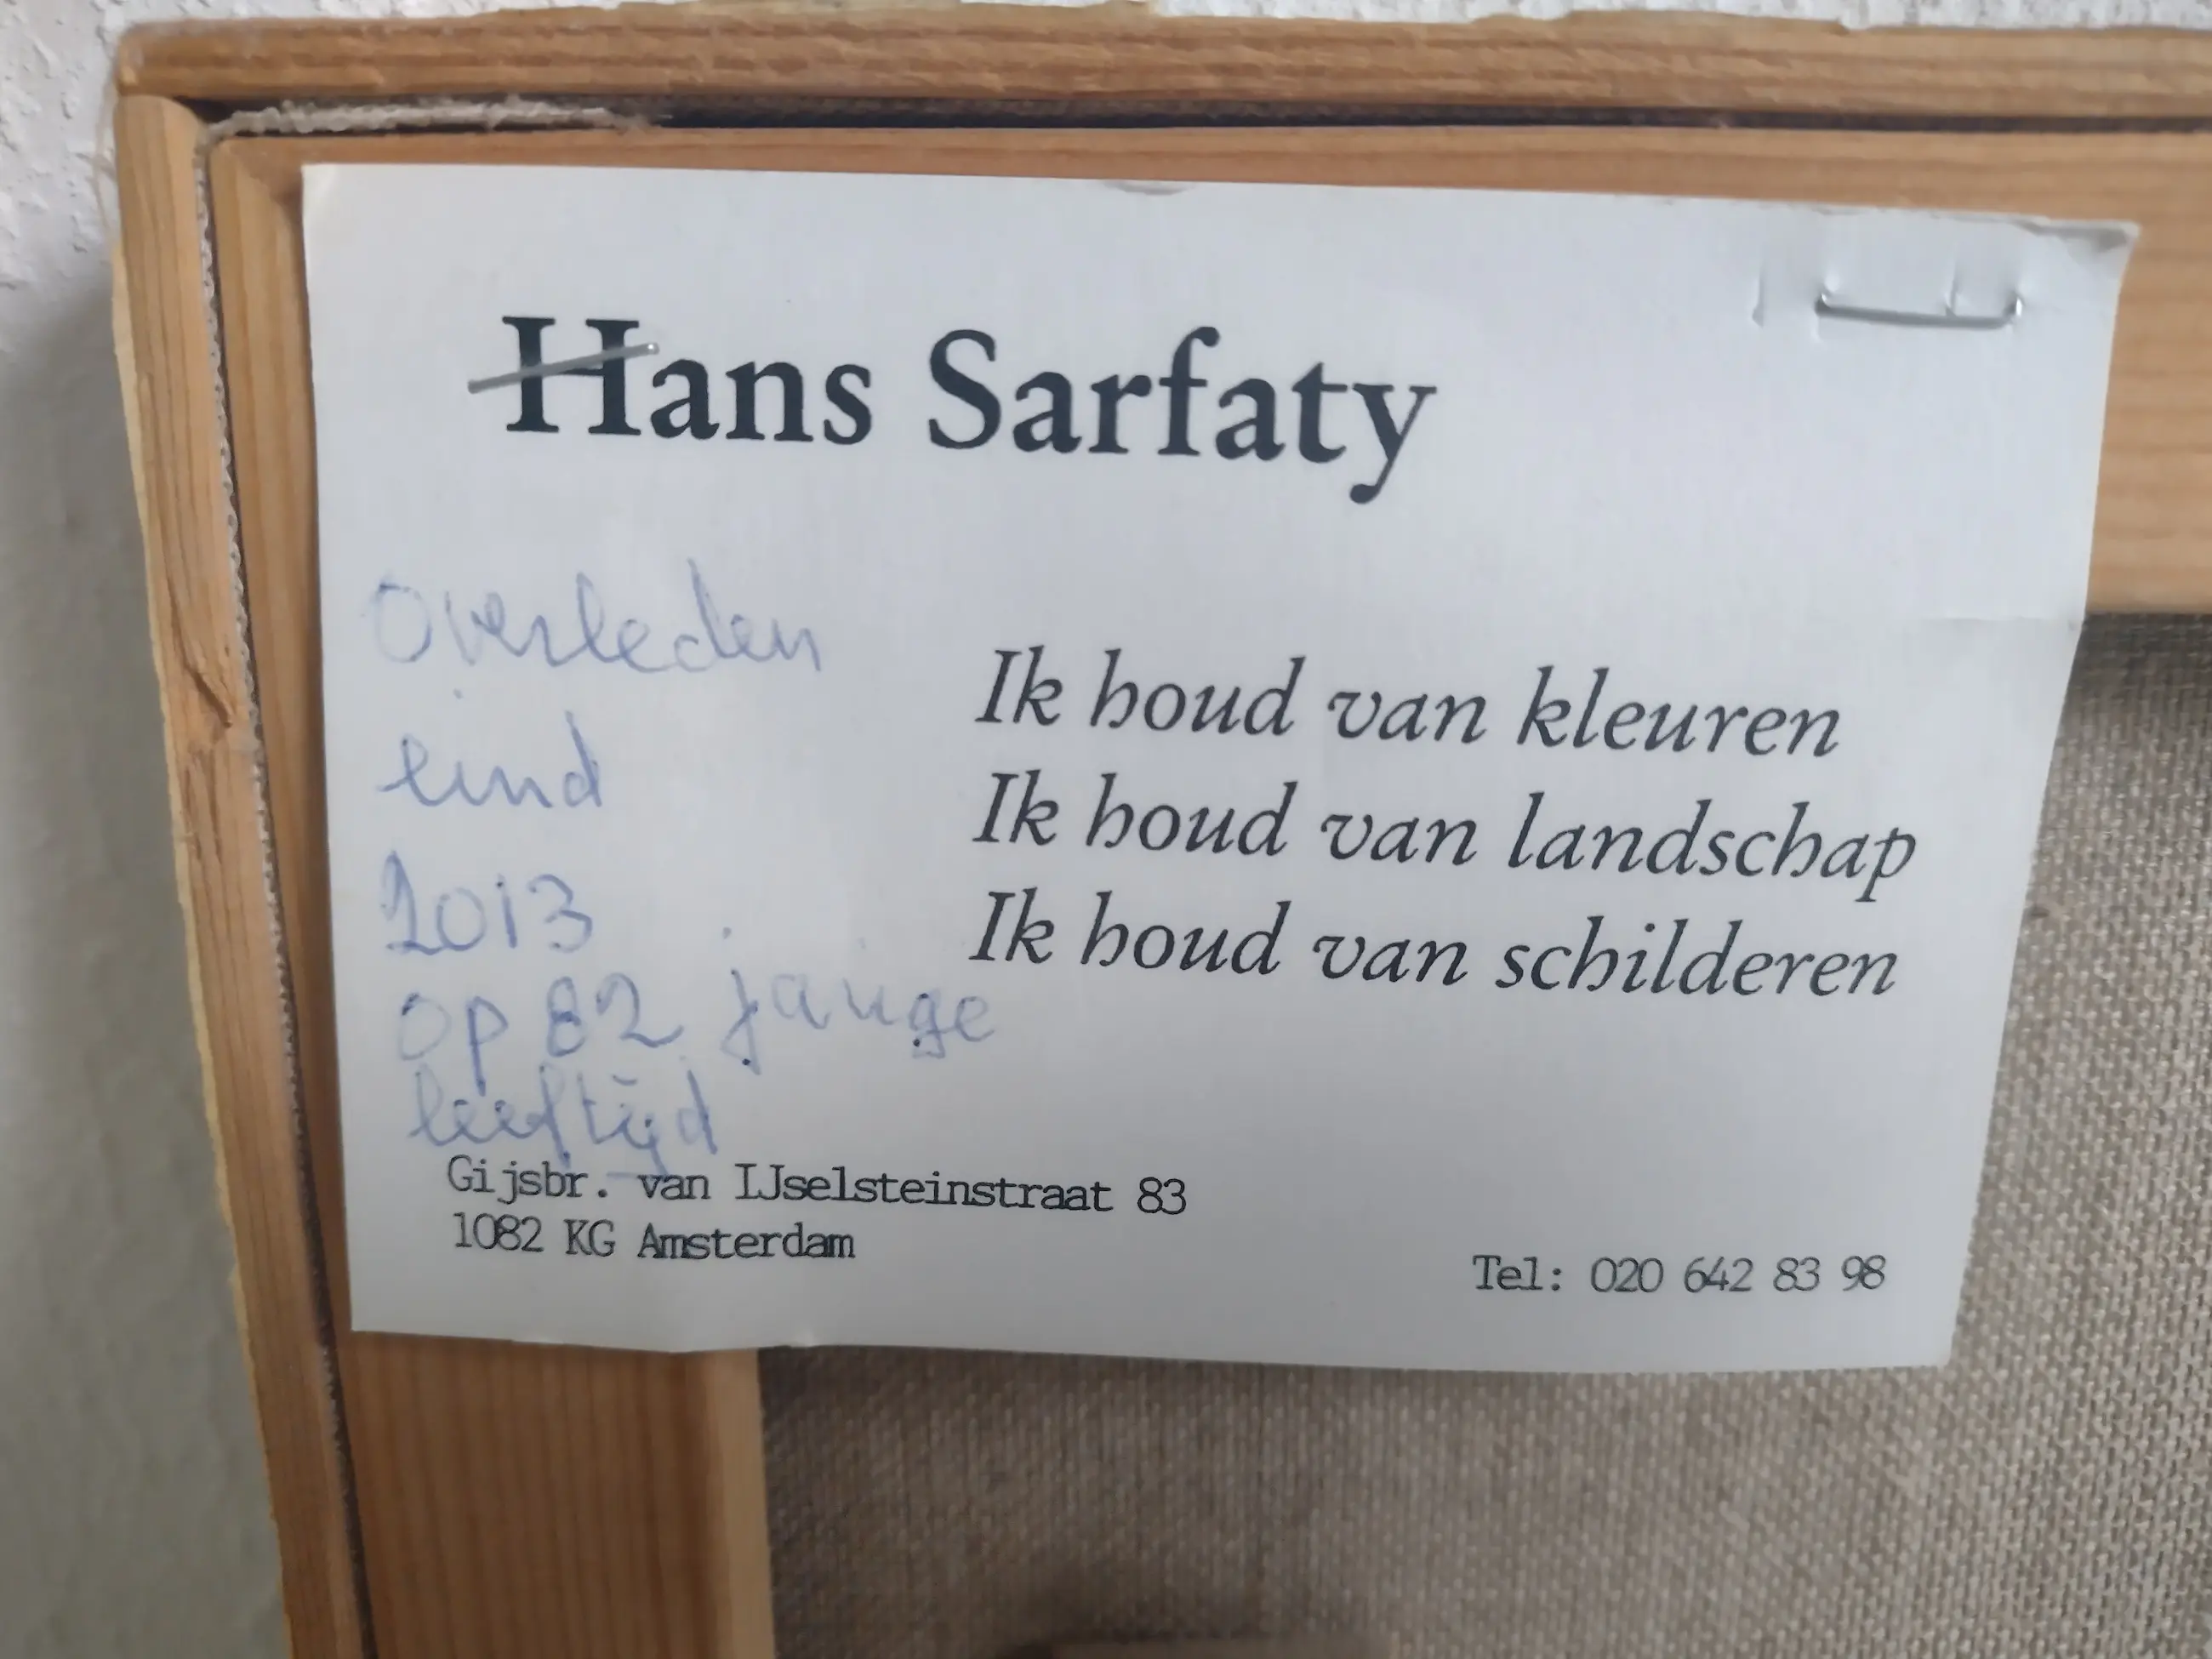 Hans Sarfaty
overleden
eind
2013
op 82 jarige
leeftijd
Ik houd van kleuren
Ik houd van landschap
Ik houd van schilderen
Gijsbr. van IJselsteinstraat 83
1082 KG Amsterdam
Tel: 020 642 83 98